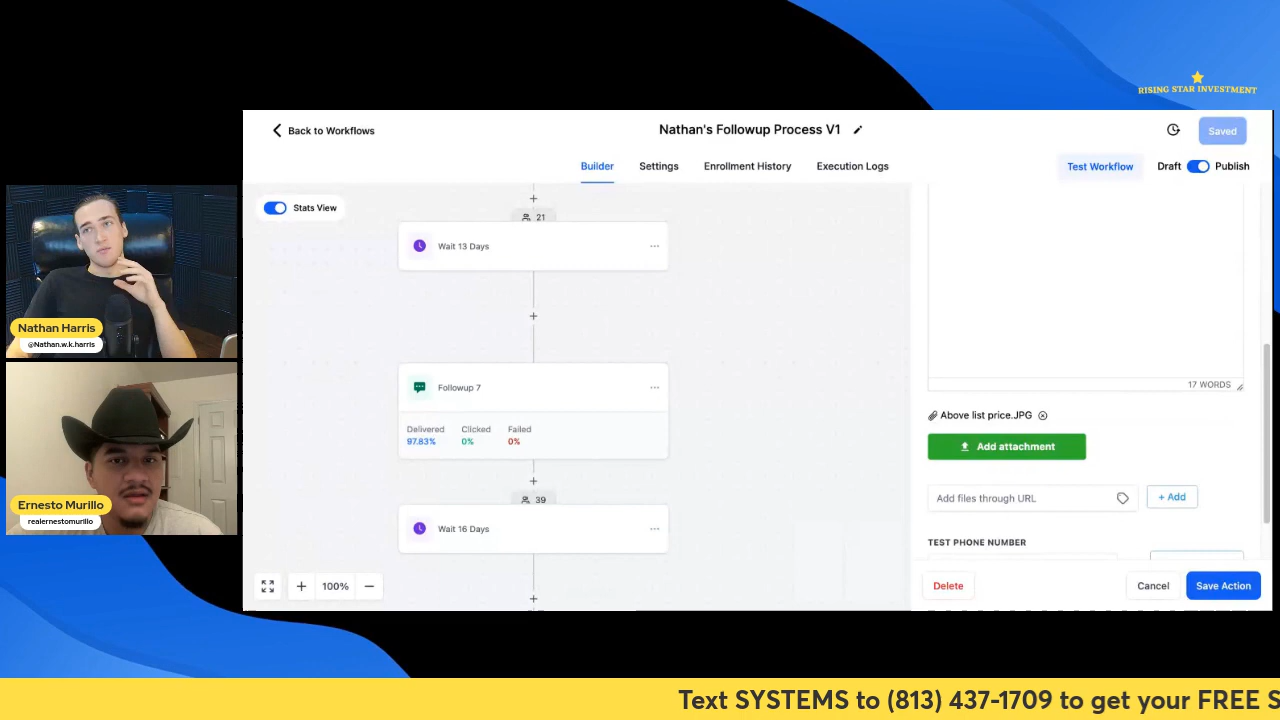 RISING STAR INVESTMENT
Back to Workflows
Nathan's Followup Process V1
Saved
Builder
Settings
Enrollment History
Execution Logs
Test Workflow
Draft
Publish
Stats View
21
Wait 13 Days
Followup 7
Delivered
Clicked
Failed
97.83%
0%
0%
39
Wait 16 Days
100%
17 WORDS
Above list price.JPG
Add attachment
Add files through URL
+ Add
TEST PHONE NUMBER
Delete
Cancel
Save Action
Nathan Harris
@Nathan.w.k.harris
Ernesto Murillo
realernestomurillo
Text SYSTEMS to (813) 437-1709 to get your FREE S